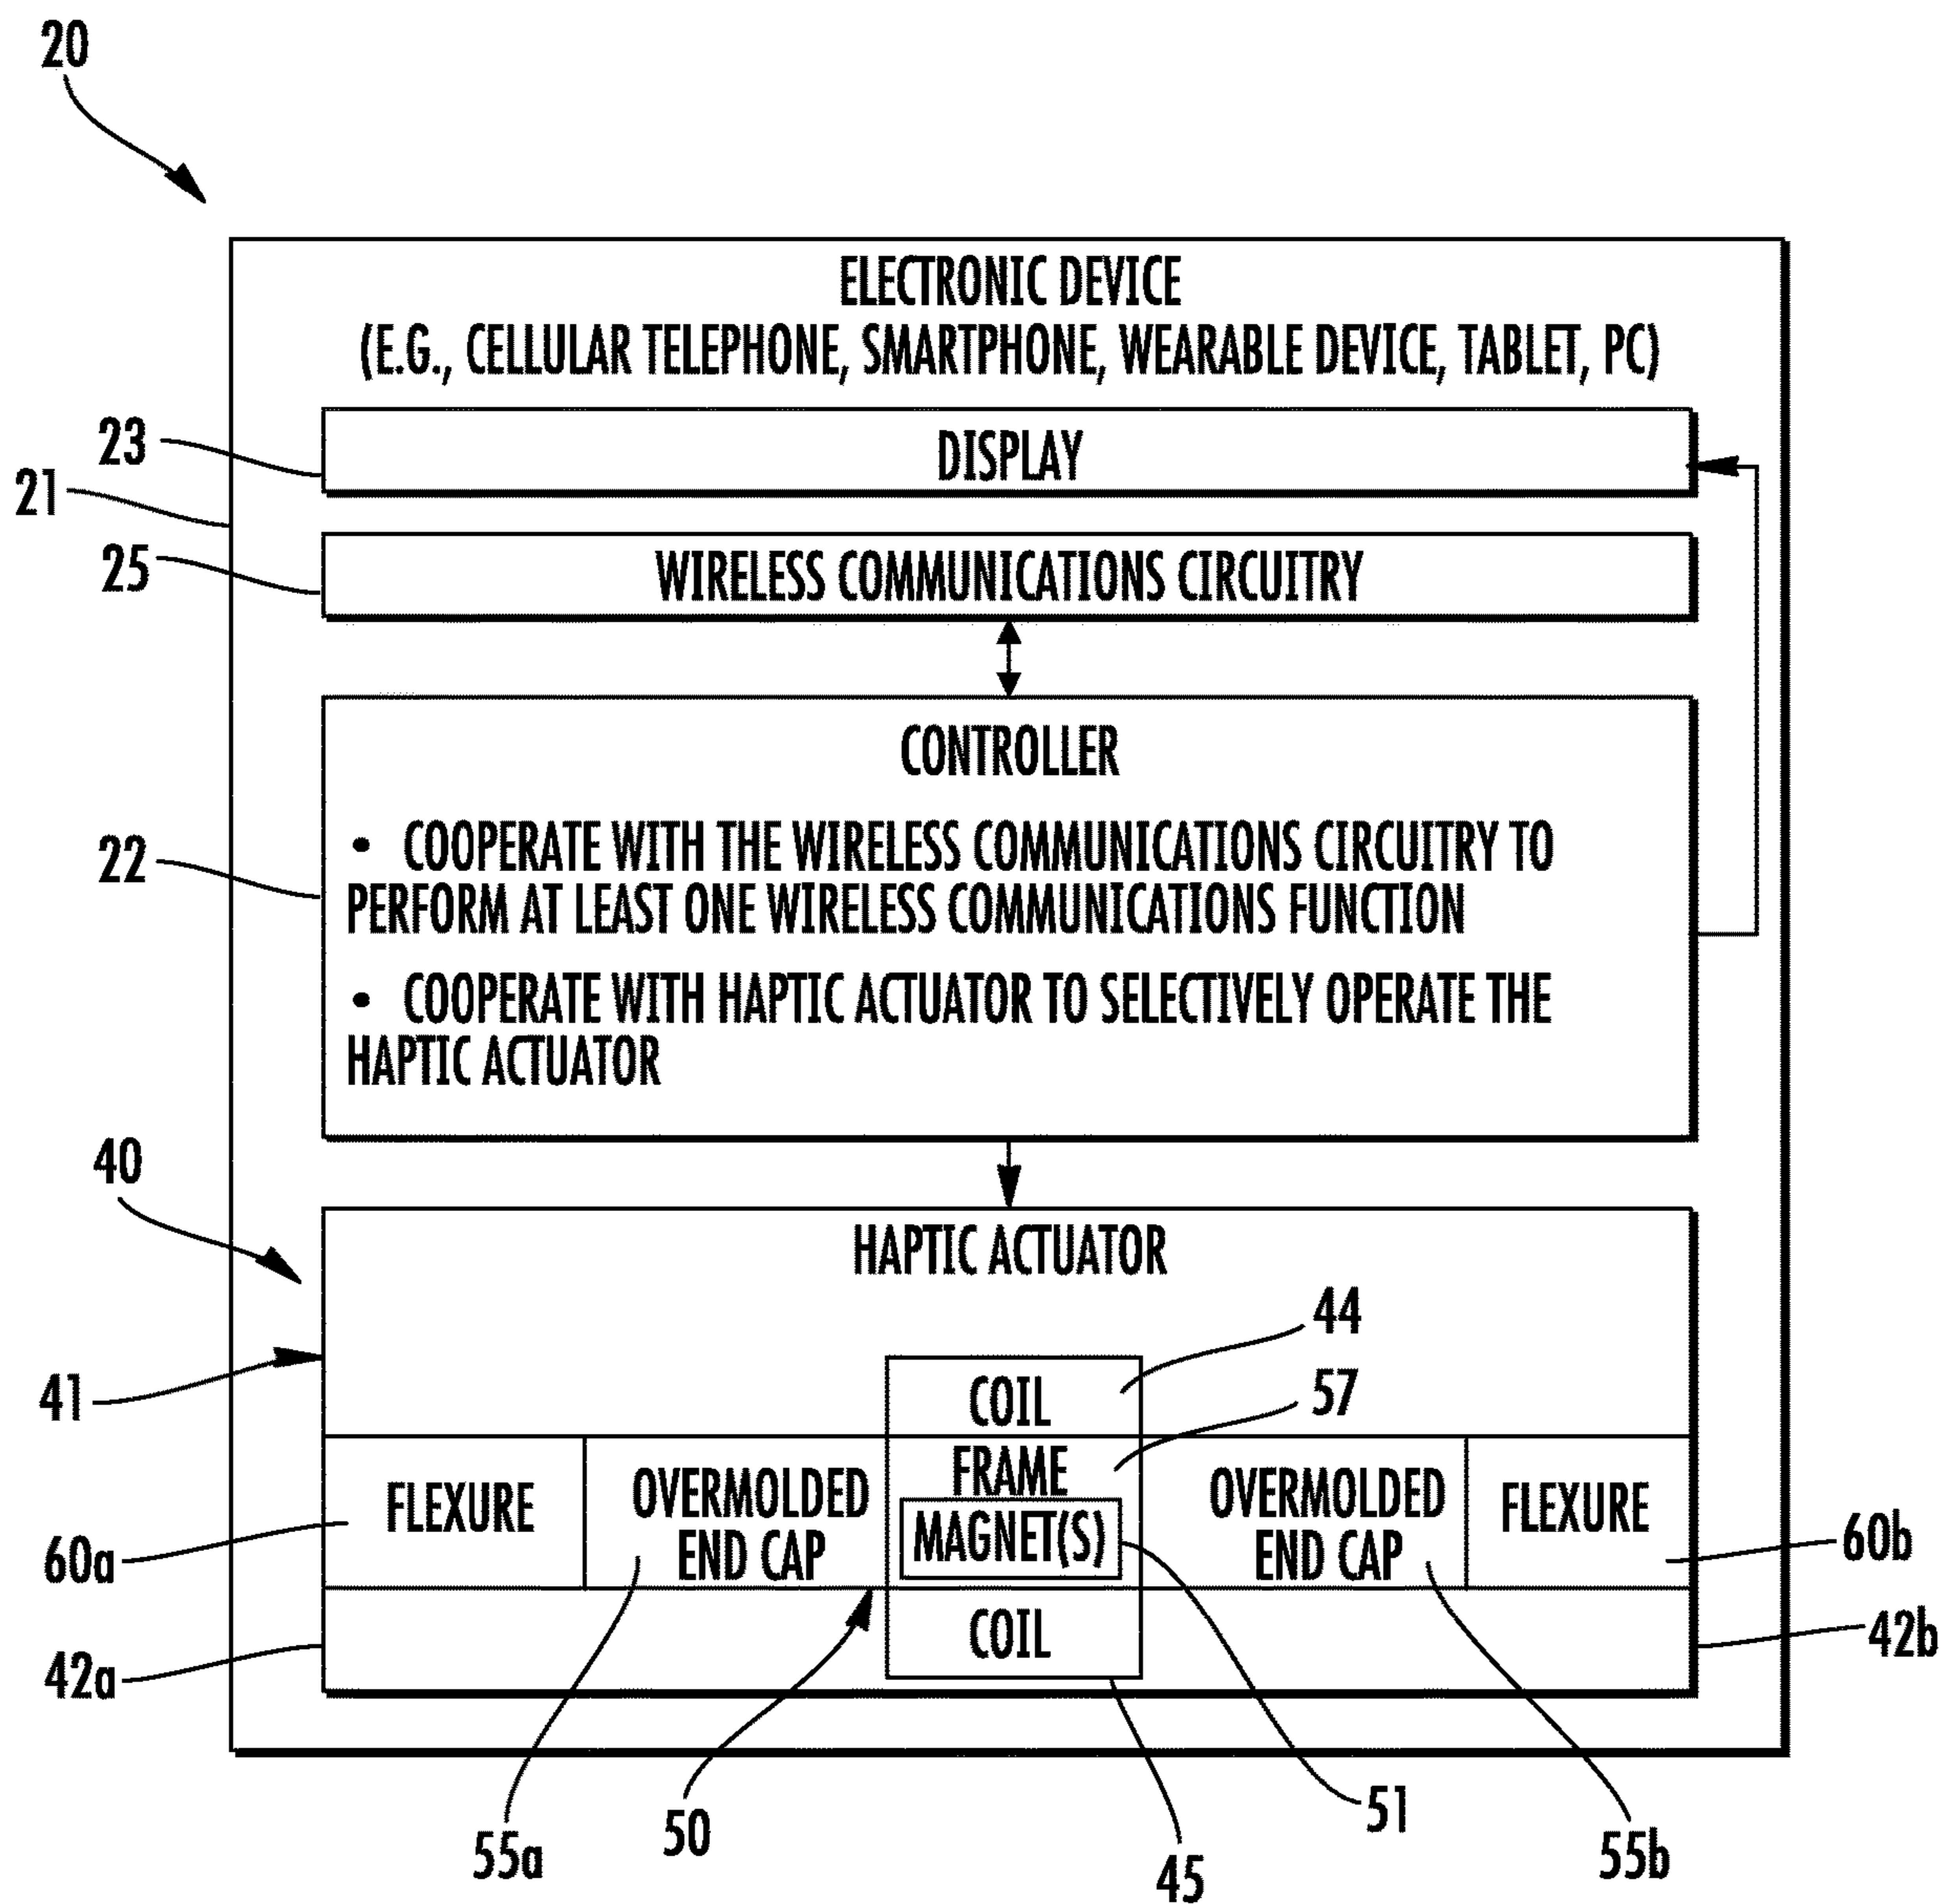 20
ELECTRONIC DEVICE
(E.G., CELLULAR TELEPHONE, SMARTPHONE, WEARABLE DEVICE, TABLET, PC)
23
DISPLAY
21
25
WIRELESS COMMUNICATIONS CIRCUITRY
CONTROLLER
22
• COOPERATE WITH THE WIRELESS COMMUNICATIONS CIRCUITRY TO
PERFORM AT LEAST ONE WIRELESS COMMUNICATIONS FUNCTION
• COOPERATE WITH HAPTIC ACTUATOR TO SELECTIVELY OPERATE THE
HAPTIC ACTUATOR
40
HAPTIC ACTUATOR
44
41
COIL
57
FLEXURE
OVERMOLDED
END CAP
FRAME
MAGNET(S)
OVERMOLDED
END CAP
FLEXURE
60a
60b
42a
COIL
42b
55a
50
51
45
55b